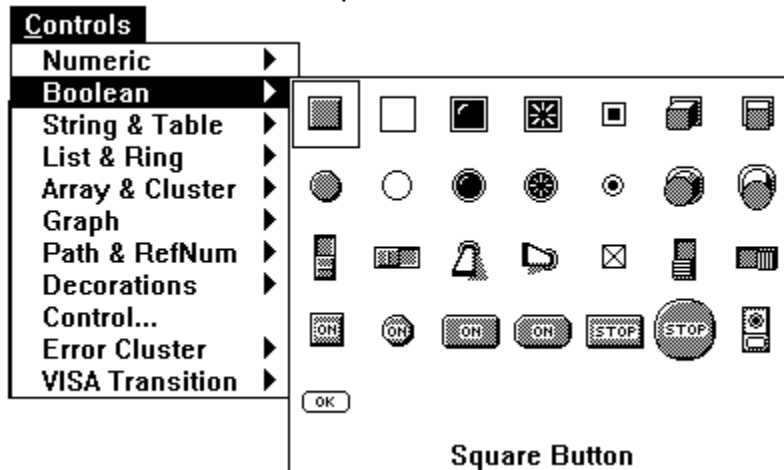 Controls
Numeric
Boolean
String & Table
List & Ring
Array & Cluster
Graph
Path & RefNum
Decorations
Control...
Error Cluster
VISA Transition
ON ON ON ON STOP STOP
OK
Square Button